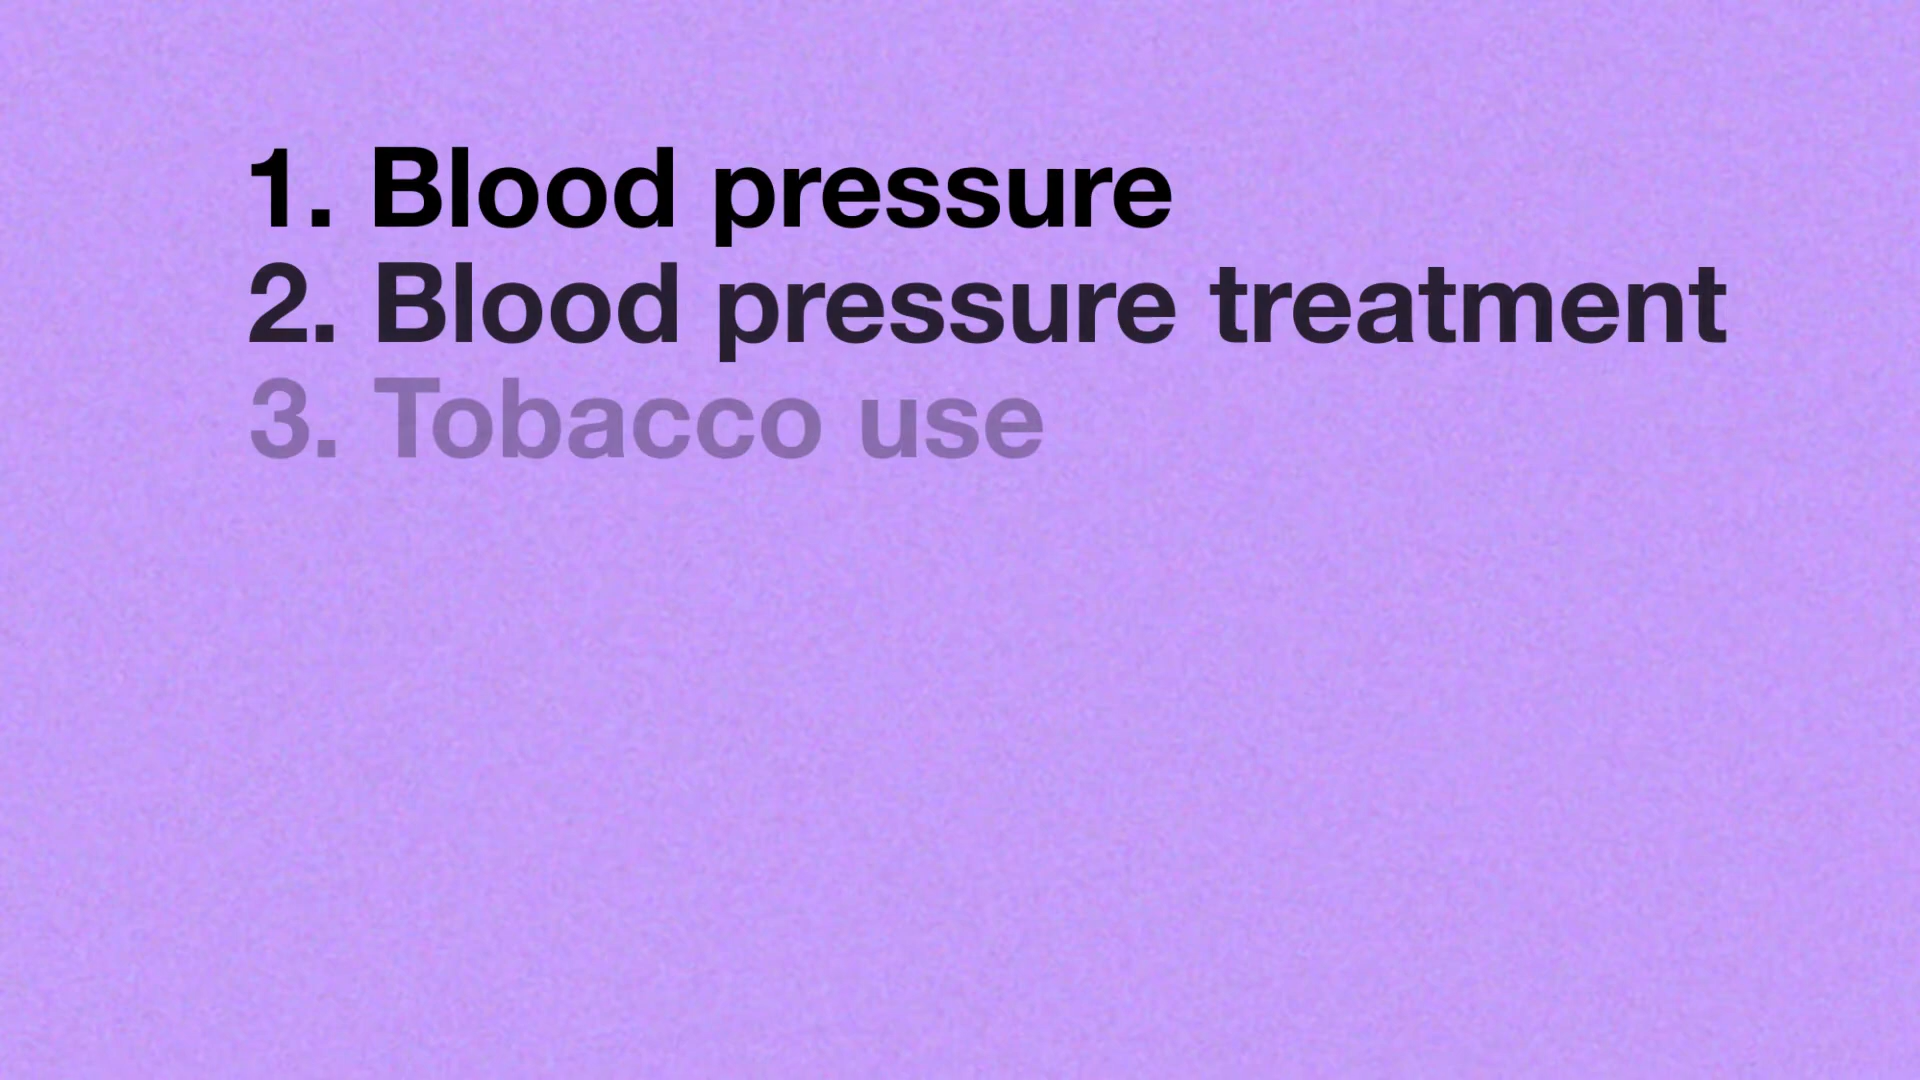 1. Blood pressure
2. Blood pressure treatment
3. Tobacco use